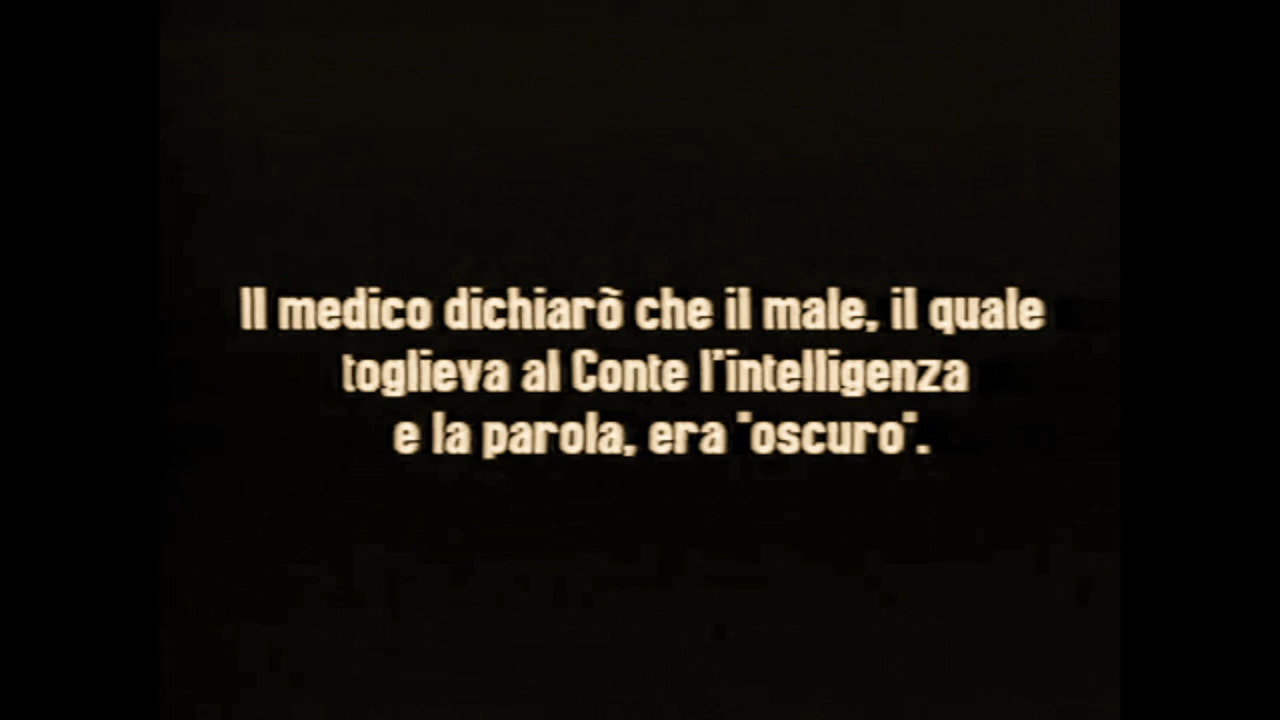 Il medico dichiarò che il male, il quale
toglieva al Conte l'intelligenza
e la parola, era "oscuro".